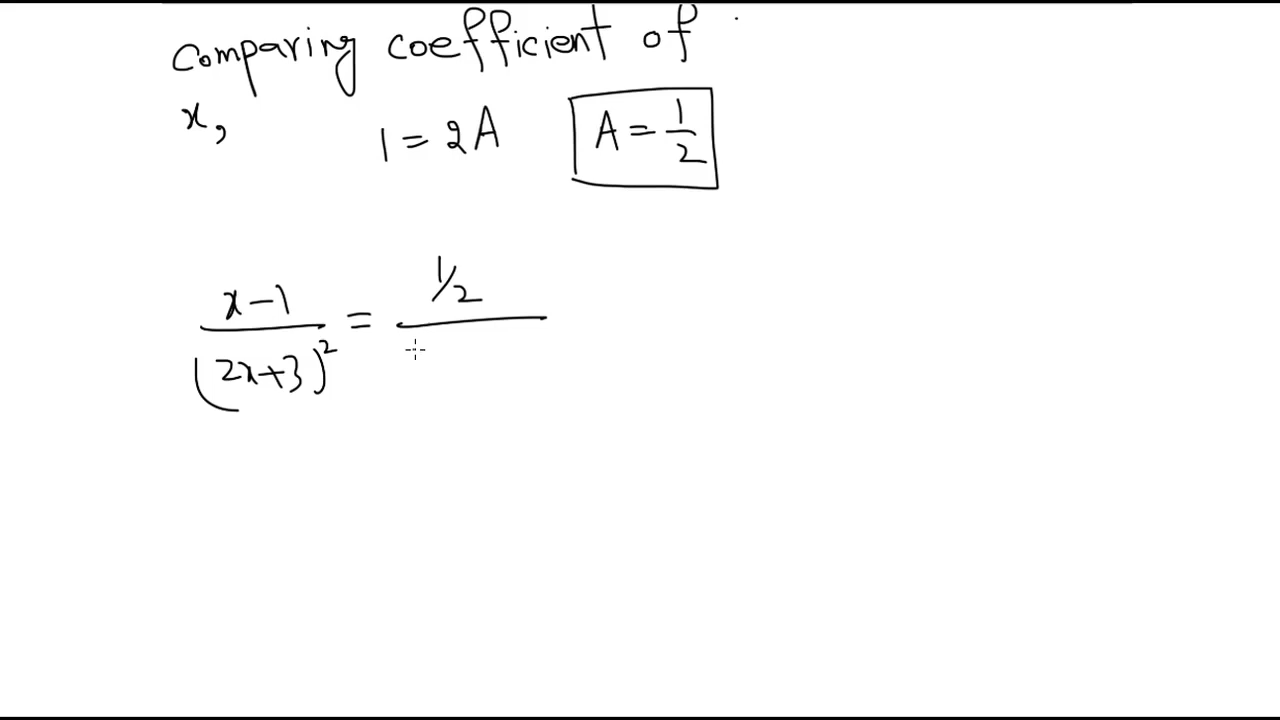 Comparing coefficient of
x, 1 = 2A A = 1/2
(x-1)/(2x+3)² = 1/2